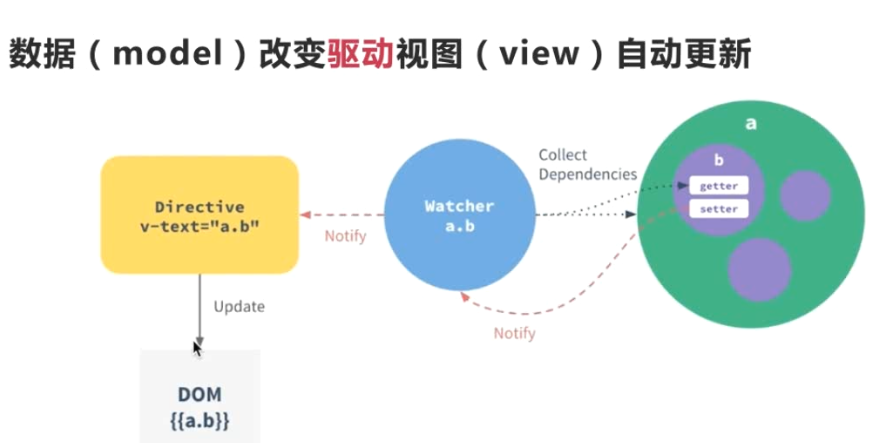 数据（model）改变驱动视图（view）自动更新
a
b
getter
setter
Collect
Dependencies
Watcher
a.b
Directive
v-text="a.b"
Notify
Notify
Update
DOM
{{a.b}}